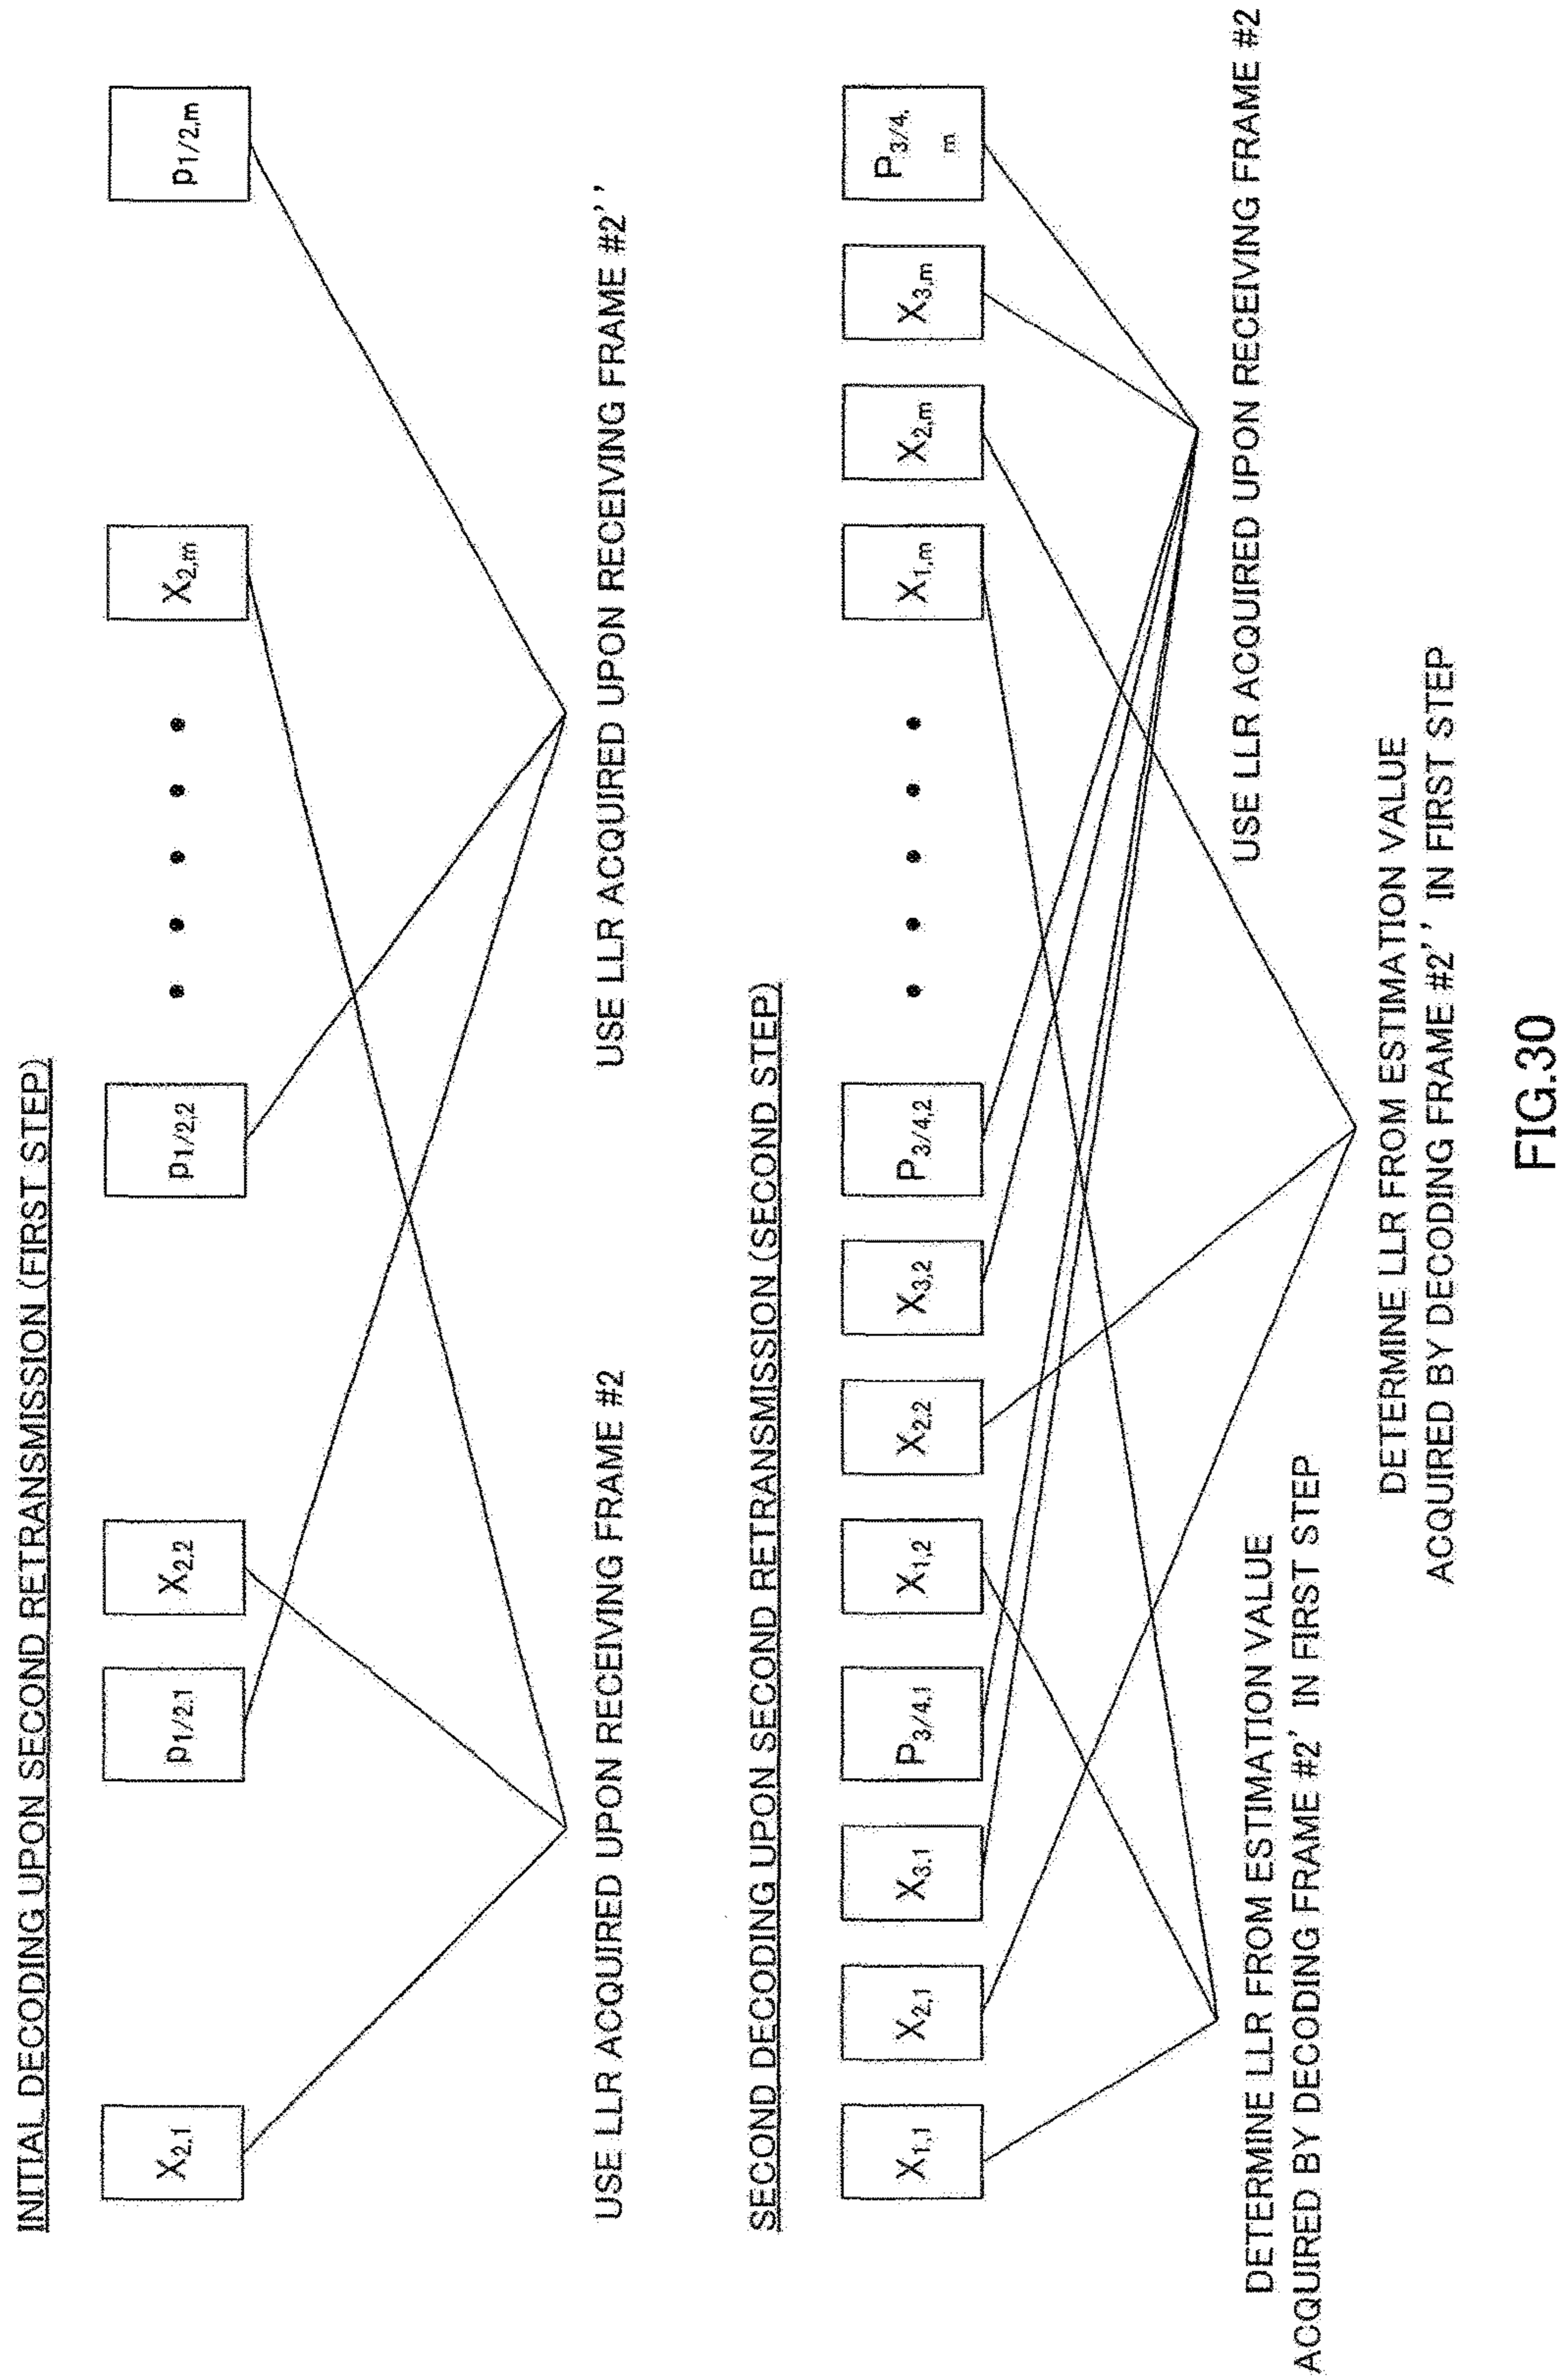 INITIAL DECODING UPON SECOND RETRANSMISSION (FIRST STEP)
X2,1 p1/2,1 X2,2 p1/2,2 X2,m p1/2,m
USE LLR ACQUIRED UPON RECEIVING FRAME #2
USE LLR ACQUIRED UPON RECEIVING FRAME #2''
SECOND DECODING UPON SECOND RETRANSMISSION (SECOND STEP)
X1,1 X2,1 X3,1 P3/4,1 X1,2 X2,2 X3,2 P3/4,2 X1,m X2,m X3,m P3/4,
m
USE LLR ACQUIRED UPON RECEIVING FRAME #2
DETERMINE LLR FROM ESTIMATION VALUE
ACQUIRED BY DECODING FRAME #2' IN FIRST STEP
DETERMINE LLR FROM ESTIMATION VALUE
ACQUIRED BY DECODING FRAME #2'' IN FIRST STEP
FIG.30